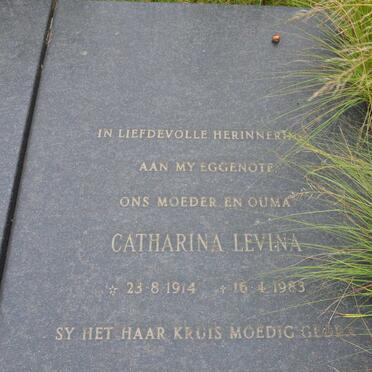 IN LIEFDEVOLLE HERINNERING
AAN MY EGGENOTE
ONS MOEDER EN OUMA
CATHARINA LEVINA
☆ 23·8·1914 ✝ 16·4·1983
SY HET HAAR KRUIS MOEDIG GEDRA